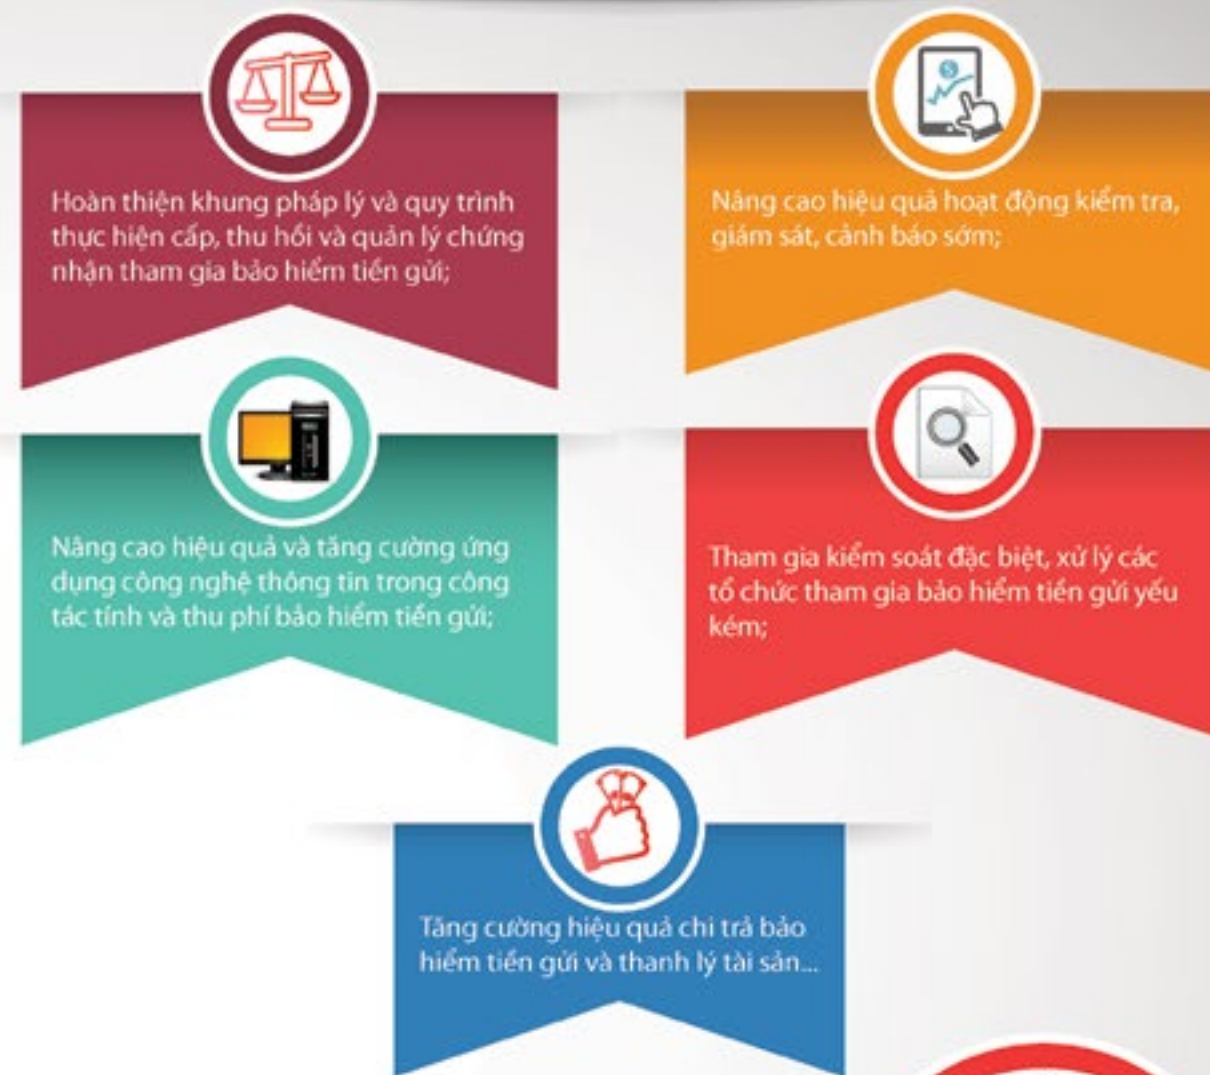 Hoàn thiện khung pháp lý và quy trình
thực hiện cấp, thu hồi và quản lý chứng
nhận tham gia bảo hiểm tiền gửi;
Nâng cao hiệu quả hoạt động kiểm tra,
giám sát, cảnh báo sớm;
Nâng cao hiệu quả và tăng cường ứng
dụng công nghệ thông tin trong công
tác tính và thu phí bảo hiểm tiền gửi;
Tham gia kiểm soát đặc biệt, xử lý các
tổ chức tham gia bảo hiểm tiền gửi yếu
kém;
Tăng cường hiệu quả chi trả bảo
hiểm tiền gửi và thanh lý tài sản...